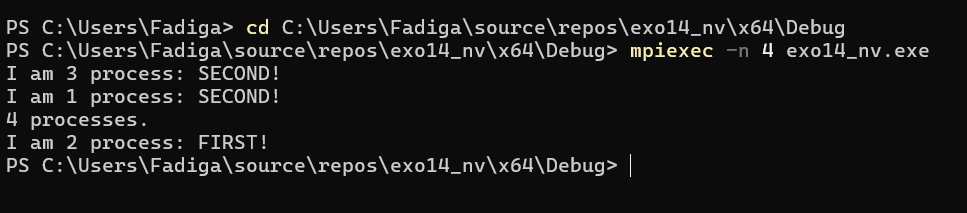 PS C:\Users\Fadiga> cd C:\Users\Fadiga\source\repos\exo14_nv\x64\Debug
PS C:\Users\Fadiga\source\repos\exo14_nv\x64\Debug> mpiexec -n 4 exo14_nv.exe
I am 3 process: SECOND!
I am 1 process: SECOND!
4 processes.
I am 2 process: FIRST!
PS C:\Users\Fadiga\source\repos\exo14_nv\x64\Debug>